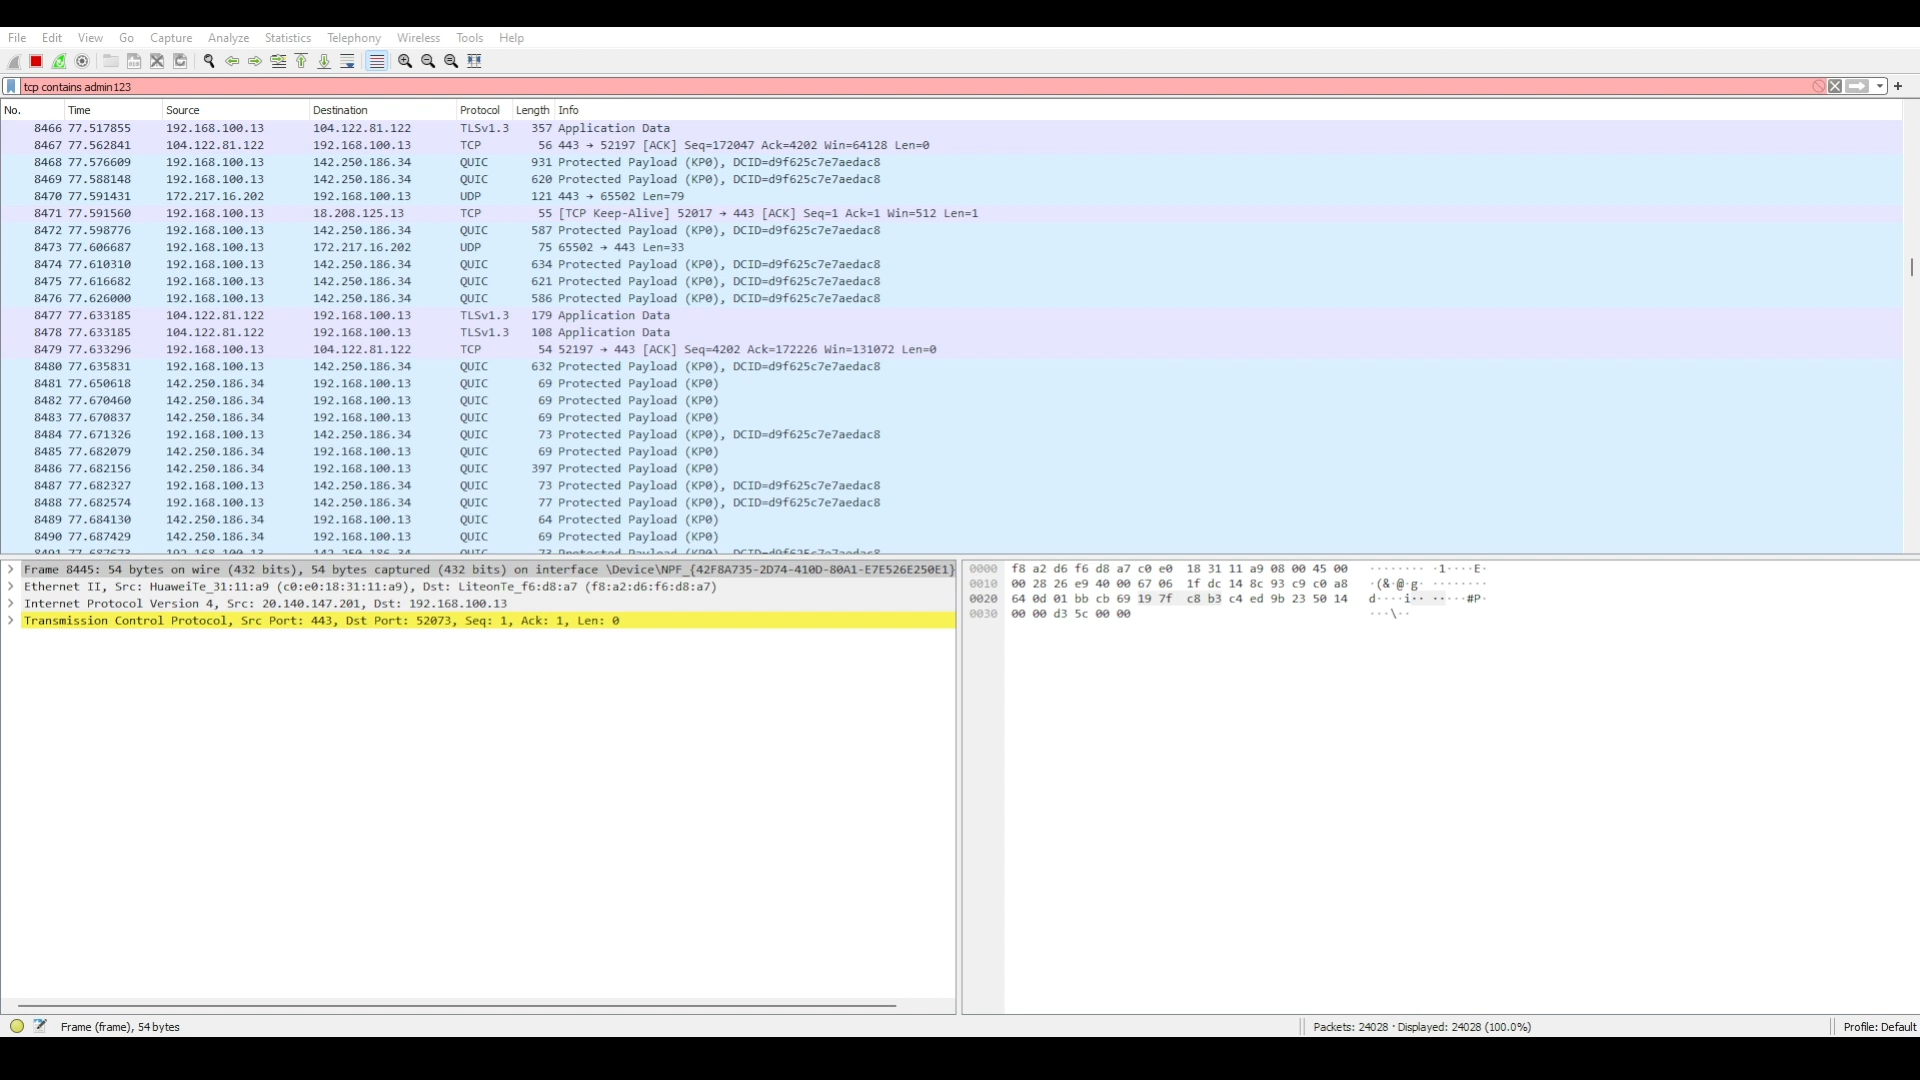 File Edit View Go Capture Analyze Statistics Telephony Wireless Tools Help
tcp contains admin123
No. Time Source Destination Protocol Length Info
8466 77.517855 192.168.100.13 104.122.81.122 TLSv1.3 357 Application Data
8467 77.562841 104.122.81.122 192.168.100.13 TCP 56 443 → 52197 [ACK] Seq=172047 Ack=4202 Win=64128 Len=0
8468 77.576609 192.168.100.13 142.250.186.34 QUIC 931 Protected Payload (KP0), DCID=d9f625c7e7aedac8
8469 77.588148 192.168.100.13 142.250.186.34 QUIC 620 Protected Payload (KP0), DCID=d9f625c7e7aedac8
8470 77.591431 172.217.16.202 192.168.100.13 UDP 121 443 → 65502 Len=79
8471 77.591560 192.168.100.13 18.208.125.13 TCP 55 [TCP Keep-Alive] 52017 → 443 [ACK] Seq=1 Ack=1 Win=512 Len=1
8472 77.598776 192.168.100.13 142.250.186.34 QUIC 587 Protected Payload (KP0), DCID=d9f625c7e7aedac8
8473 77.606687 192.168.100.13 172.217.16.202 UDP 75 65502 → 443 Len=33
8474 77.610310 192.168.100.13 142.250.186.34 QUIC 634 Protected Payload (KP0), DCID=d9f625c7e7aedac8
8475 77.616682 192.168.100.13 142.250.186.34 QUIC 621 Protected Payload (KP0), DCID=d9f625c7e7aedac8
8476 77.626000 192.168.100.13 142.250.186.34 QUIC 586 Protected Payload (KP0), DCID=d9f625c7e7aedac8
8477 77.633185 104.122.81.122 192.168.100.13 TLSv1.3 179 Application Data
8478 77.633185 104.122.81.122 192.168.100.13 TLSv1.3 108 Application Data
8479 77.633296 192.168.100.13 104.122.81.122 TCP 54 52197 → 443 [ACK] Seq=4202 Ack=172226 Win=131072 Len=0
8480 77.635831 192.168.100.13 142.250.186.34 QUIC 632 Protected Payload (KP0), DCID=d9f625c7e7aedac8
8481 77.650618 142.250.186.34 192.168.100.13 QUIC 69 Protected Payload (KP0)
8482 77.670460 142.250.186.34 192.168.100.13 QUIC 69 Protected Payload (KP0)
8483 77.670837 142.250.186.34 192.168.100.13 QUIC 69 Protected Payload (KP0)
8484 77.671326 192.168.100.13 142.250.186.34 QUIC 73 Protected Payload (KP0), DCID=d9f625c7e7aedac8
8485 77.682079 142.250.186.34 192.168.100.13 QUIC 69 Protected Payload (KP0)
8486 77.682156 142.250.186.34 192.168.100.13 QUIC 397 Protected Payload (KP0)
8487 77.682327 192.168.100.13 142.250.186.34 QUIC 73 Protected Payload (KP0), DCID=d9f625c7e7aedac8
8488 77.682574 192.168.100.13 142.250.186.34 QUIC 77 Protected Payload (KP0), DCID=d9f625c7e7aedac8
8489 77.684130 142.250.186.34 192.168.100.13 QUIC 64 Protected Payload (KP0)
8490 77.687429 142.250.186.34 192.168.100.13 QUIC 69 Protected Payload (KP0)
8491 77.687673 192.168.100.13 142.250.186.34 QUIC 73 Protected Payload (KP0), DCID=d9f625c7e7aedac8
Frame 8445: 54 bytes on wire (432 bits), 54 bytes captured (432 bits) on interface \Device\NPF_{42F8A735-2D74-410D-80A1-E7E526E250E1}
Ethernet II, Src: HuaweiTe_31:11:a9 (c0:e0:18:31:11:a9), Dst: LiteonTe_f6:d8:a7 (f8:a2:d6:f6:d8:a7)
Internet Protocol Version 4, Src: 20.140.147.201, Dst: 192.168.100.13
Transmission Control Protocol, Src Port: 443, Dst Port: 52073, Seq: 1, Ack: 1, Len: 0
0000 f8 a2 d6 f6 d8 a7 c0 e0 18 31 11 a9 08 00 45 00 ········ ·1····E·
0010 00 28 26 e9 40 00 67 06 1f dc 14 8c 93 c9 c0 a8 ·(&·@·g· ········
0020 64 0d 01 bb cb 69 19 7f c8 b3 c4 ed 9b 23 50 14 d····i·· ·····#P·
0030 00 00 d3 5c 00 00 ···\··
Frame (frame), 54 bytes
Packets: 24028 · Displayed: 24028 (100.0%)
Profile: Default